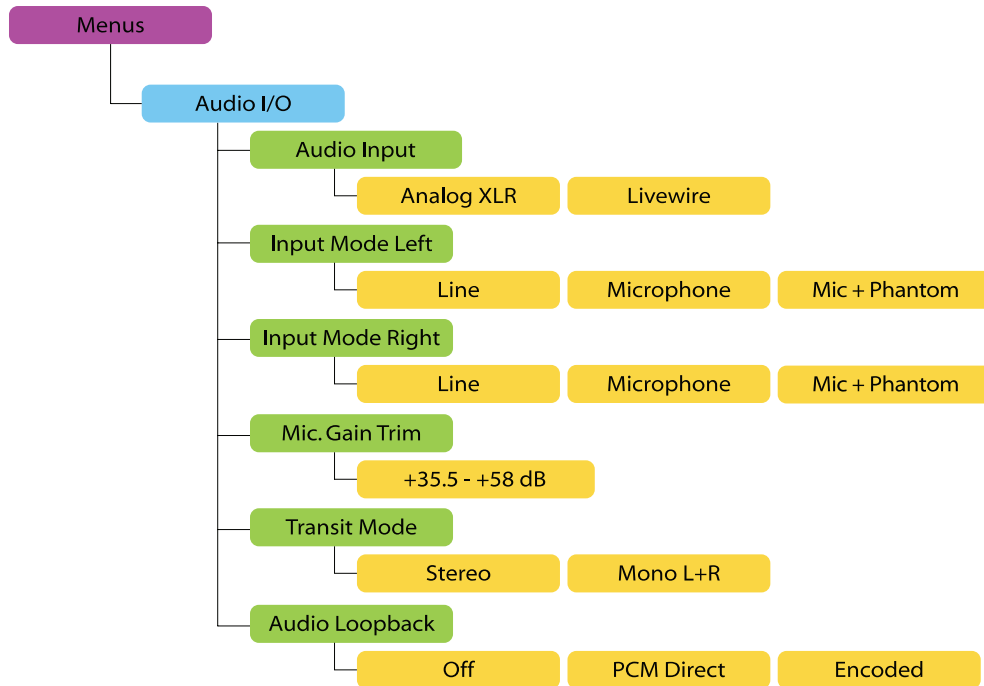 Menus
Audio I/O
Audio Input
Analog XLR
Livewire
Input Mode Left
Line
Microphone
Mic + Phantom
Input Mode Right
Line
Microphone
Mic + Phantom
Mic. Gain Trim
+35.5 - +58 dB
Transit Mode
Stereo
Mono L+R
Audio Loopback
Off
PCM Direct
Encoded